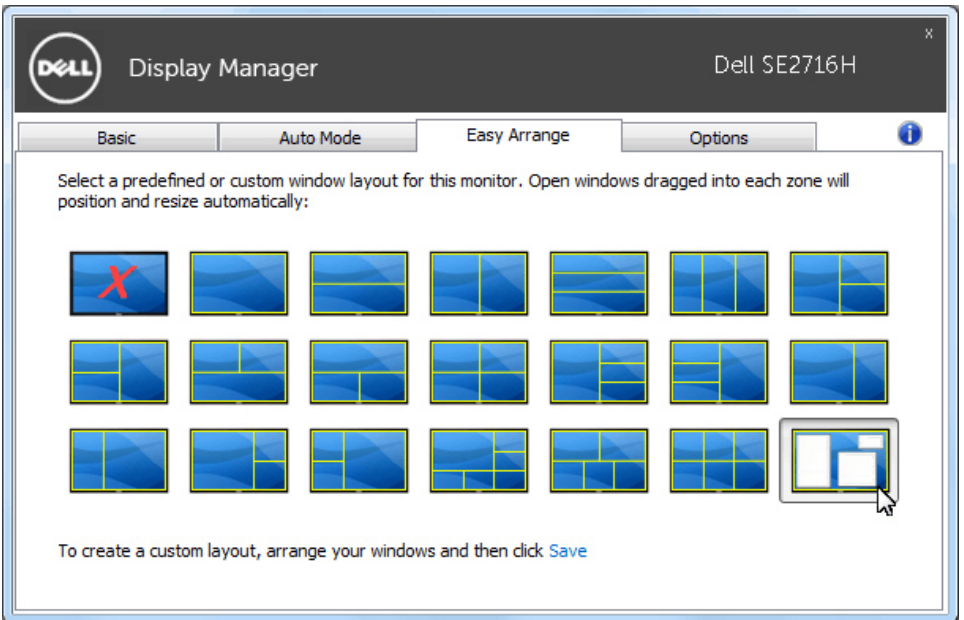 x
DELL
Display Manager
Dell SE2716H
Basic
Auto Mode
Easy Arrange
Options
i
Select a predefined or custom window layout for this monitor. Open windows dragged into each zone will
position and resize automatically:
X
To create a custom layout, arrange your windows and then click Save